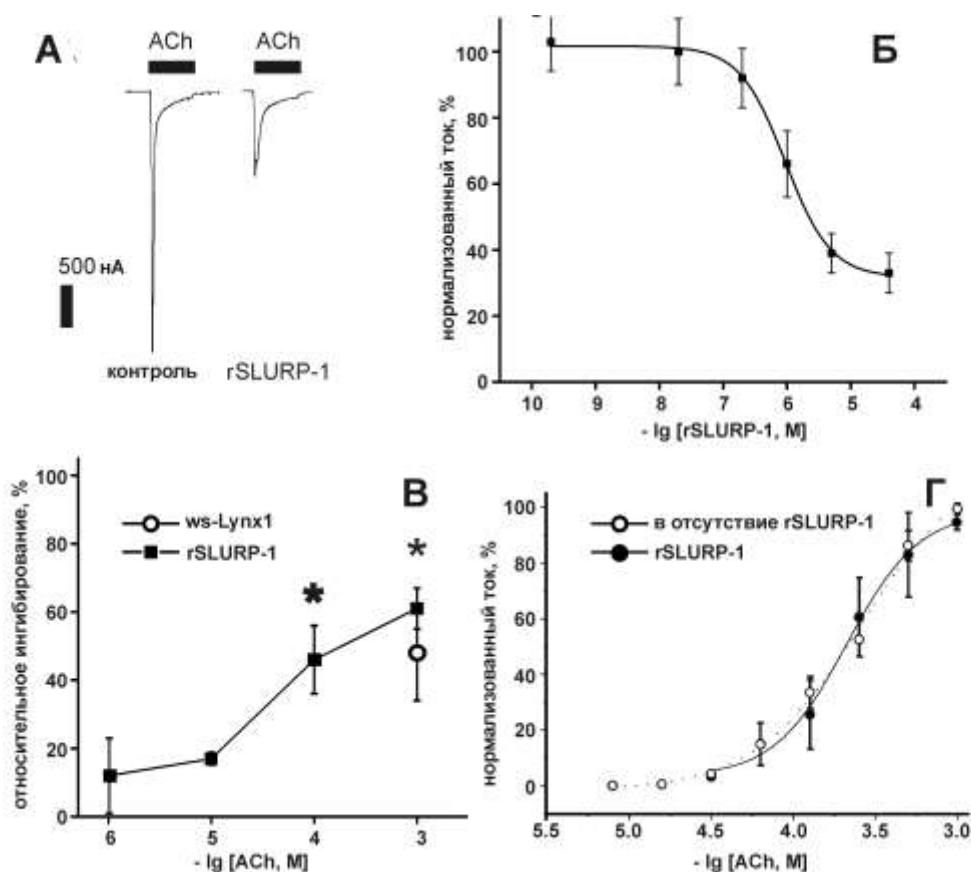 А
ACh
ACh
500 нА
контроль
rSLURP-1
Б
нормализованный ток, %
100
80
60
40
20
0
10
9
8
7
6
5
4
- lg [rSLURP-1, M]
В
относительное ингибирование, %
100
80
60
40
20
0
ws-Lynx1
rSLURP-1
*
*
6
5
4
3
- lg [ACh, M]
Г
нормализованный ток, %
100
80
60
40
20
0
в отсутствие rSLURP-1
rSLURP-1
5.5
5.0
4.5
4.0
3.5
3.0
- lg [ACh, M]